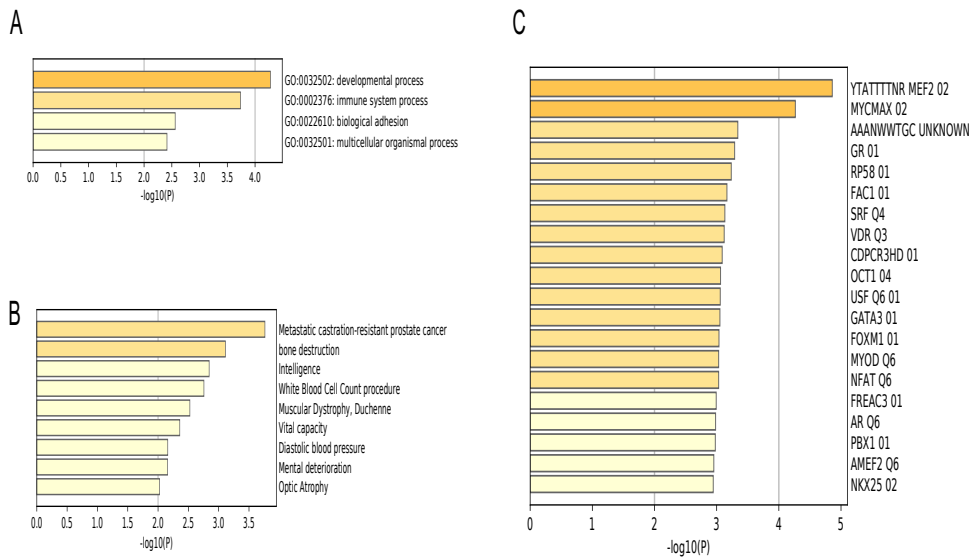 A
GO:0032502: developmental process
GO:0002376: immune system process
GO:0022610: biological adhesion
GO:0032501: multicellular organismal process
0.0 0.5 1.0 1.5 2.0 2.5 3.0 3.5 4.0
-log10(P)
B
Metastatic castration-resistant prostate cancer
bone destruction
Intelligence
White Blood Cell Count procedure
Muscular Dystrophy, Duchenne
Vital capacity
Diastolic blood pressure
Mental deterioration
Optic Atrophy
0.0 0.5 1.0 1.5 2.0 2.5 3.0 3.5
-log10(P)
C
YTATTTTNR MEF2 02
MYCMAX 02
AAANWWTGC UNKNOWN
GR 01
RP58 01
FAC1 01
SRF Q4
VDR Q3
CDPCR3HD 01
OCT1 04
USF Q6 01
GATA3 01
FOXM1 01
MYOD Q6
NFAT Q6
FREAC3 01
AR Q6
PBX1 01
AMEF2 Q6
NKX25 02
0 1 2 3 4 5
-log10(P)